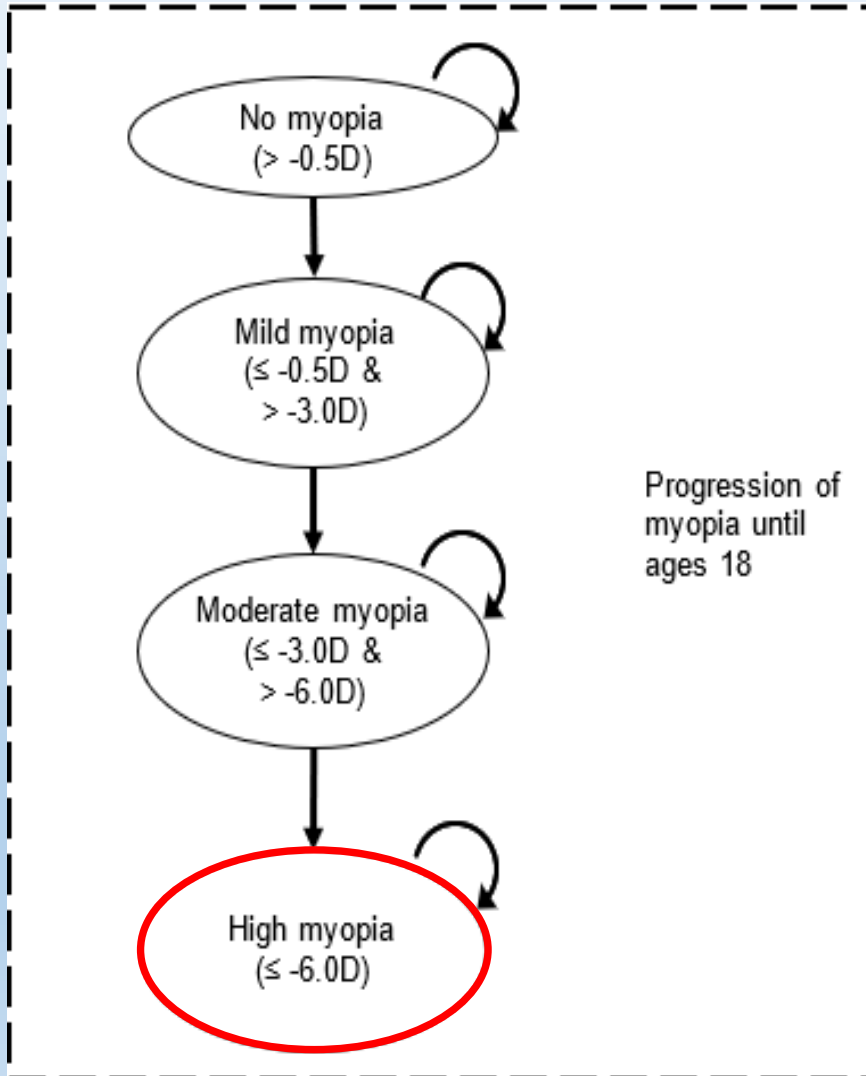 No myopia
(> -0.5D)
Mild myopia
(≤ -0.5D &
> -3.0D)
Progression of
myopia until
ages 18
Moderate myopia
(≤ -3.0D &
> -6.0D)
High myopia
(≤ -6.0D)